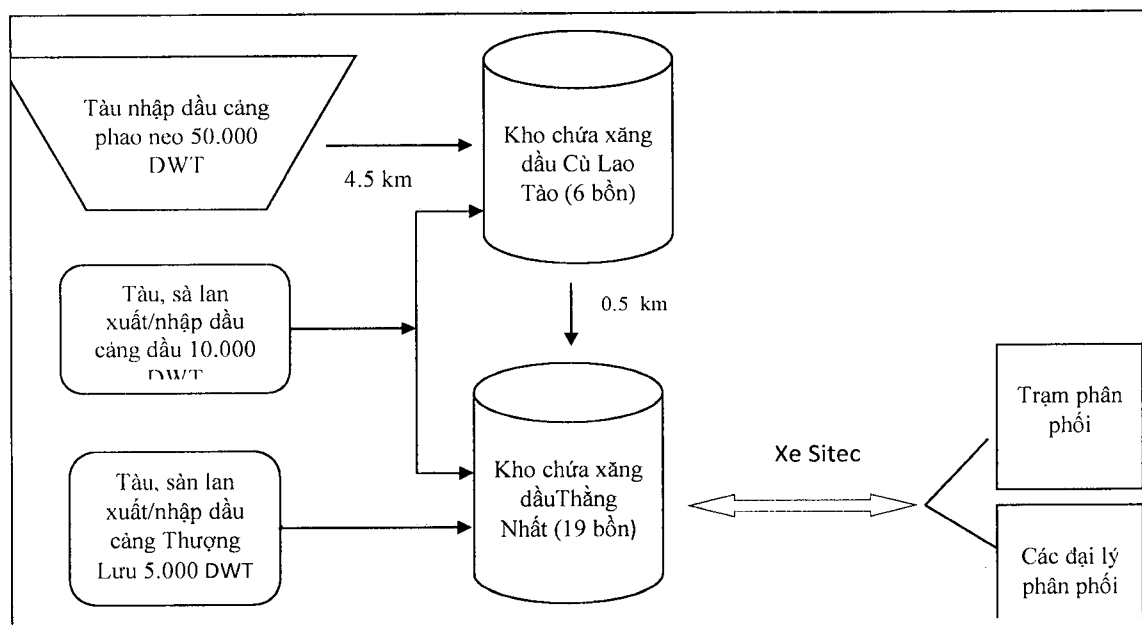 Tàu nhập dầu cảng
phao neo 50.000
DWT
4.5 km
Kho chứa xăng
dầu Cù Lao
Tào (6 bồn)
Tàu, sà lan
xuất/nhập dầu
cảng dầu 10.000
DWT
0.5 km
Tàu, sàn lan
xuất/nhập dầu
cảng Thượng
Lưu 5.000 DWT
Kho chứa xăng
dầuThằng
Nhất (19 bồn)
Xe Sitec
Trạm phân
phối
Các đại lý
phân phối